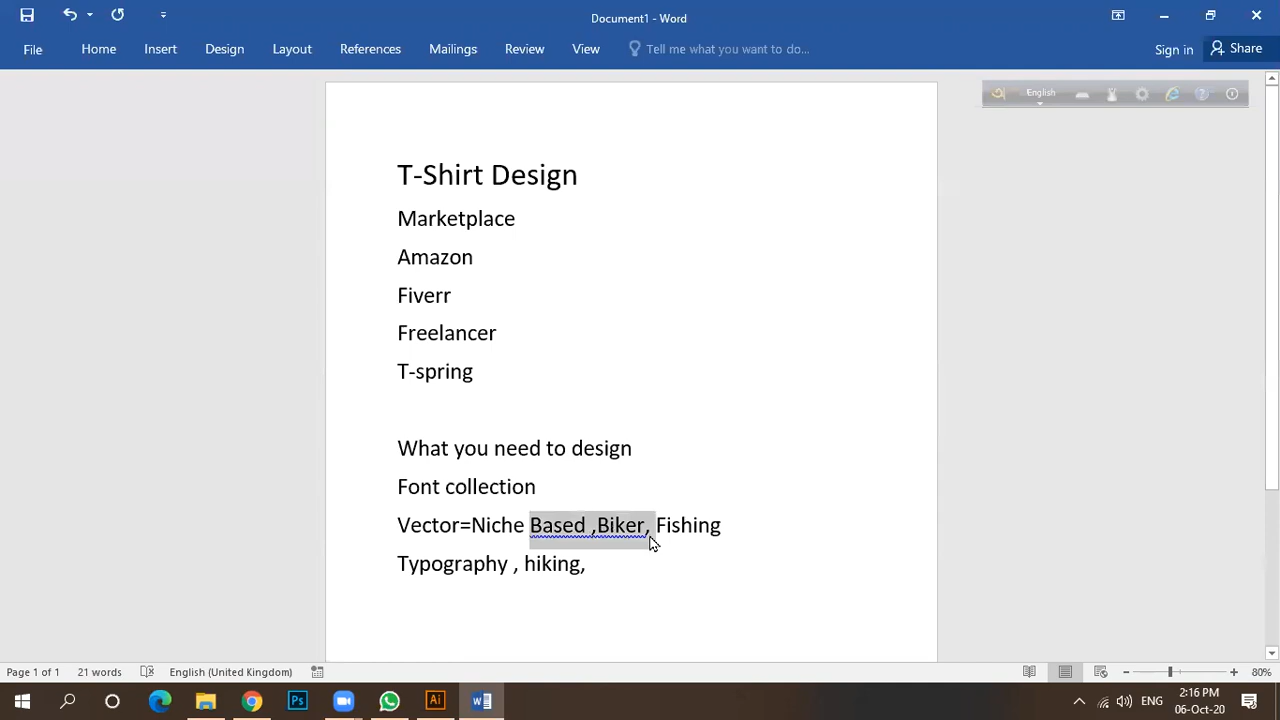 Document1 - Word
File Home Insert Design Layout References Mailings Review View Tell me what you want to do... Sign in Share
English
T-Shirt Design
Marketplace
Amazon
Fiverr
Freelancer
T-spring
What you need to design
Font collection
Vector=Niche Based ,Biker, Fishing
Typography , hiking,
Page 1 of 1 21 words English (United Kingdom) 80%
Ps Ai ENG 2:16 PM
06-Oct-20